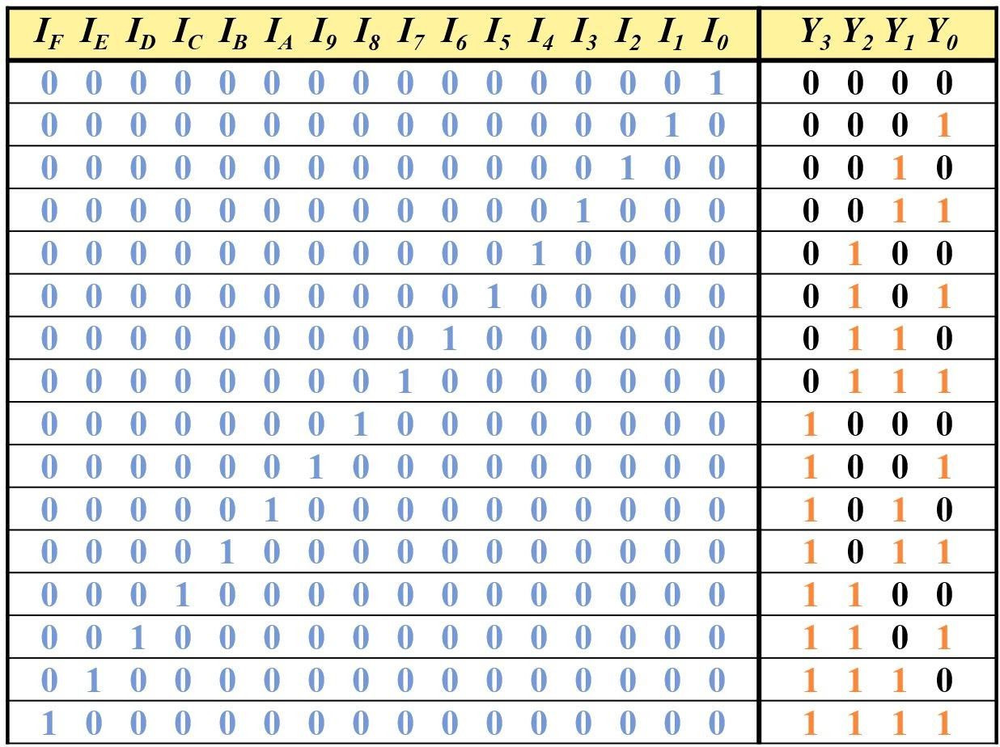 I_F I_E I_D I_C I_B I_A I_9 I_8 I_7 I_6 I_5 I_4 I_3 I_2 I_1 I_0 Y_3 Y_2 Y_1 Y_0
0 0 0 0 0 0 0 0 0 0 0 0 0 0 0 1 0 0 0 0
0 0 0 0 0 0 0 0 0 0 0 0 0 0 1 0 0 0 0 1
0 0 0 0 0 0 0 0 0 0 0 0 0 1 0 0 0 0 1 0
0 0 0 0 0 0 0 0 0 0 0 0 1 0 0 0 0 0 1 1
0 0 0 0 0 0 0 0 0 0 0 1 0 0 0 0 0 1 0 0
0 0 0 0 0 0 0 0 0 0 1 0 0 0 0 0 0 1 0 1
0 0 0 0 0 0 0 0 0 1 0 0 0 0 0 0 0 1 1 0
0 0 0 0 0 0 0 0 1 0 0 0 0 0 0 0 0 1 1 1
0 0 0 0 0 0 0 1 0 0 0 0 0 0 0 0 1 0 0 0
0 0 0 0 0 0 1 0 0 0 0 0 0 0 0 0 1 0 0 1
0 0 0 0 0 1 0 0 0 0 0 0 0 0 0 0 1 0 1 0
0 0 0 0 1 0 0 0 0 0 0 0 0 0 0 0 1 0 1 1
0 0 0 1 0 0 0 0 0 0 0 0 0 0 0 0 1 1 0 0
0 0 1 0 0 0 0 0 0 0 0 0 0 0 0 0 1 1 0 1
0 1 0 0 0 0 0 0 0 0 0 0 0 0 0 0 1 1 1 0
1 0 0 0 0 0 0 0 0 0 0 0 0 0 0 0 1 1 1 1